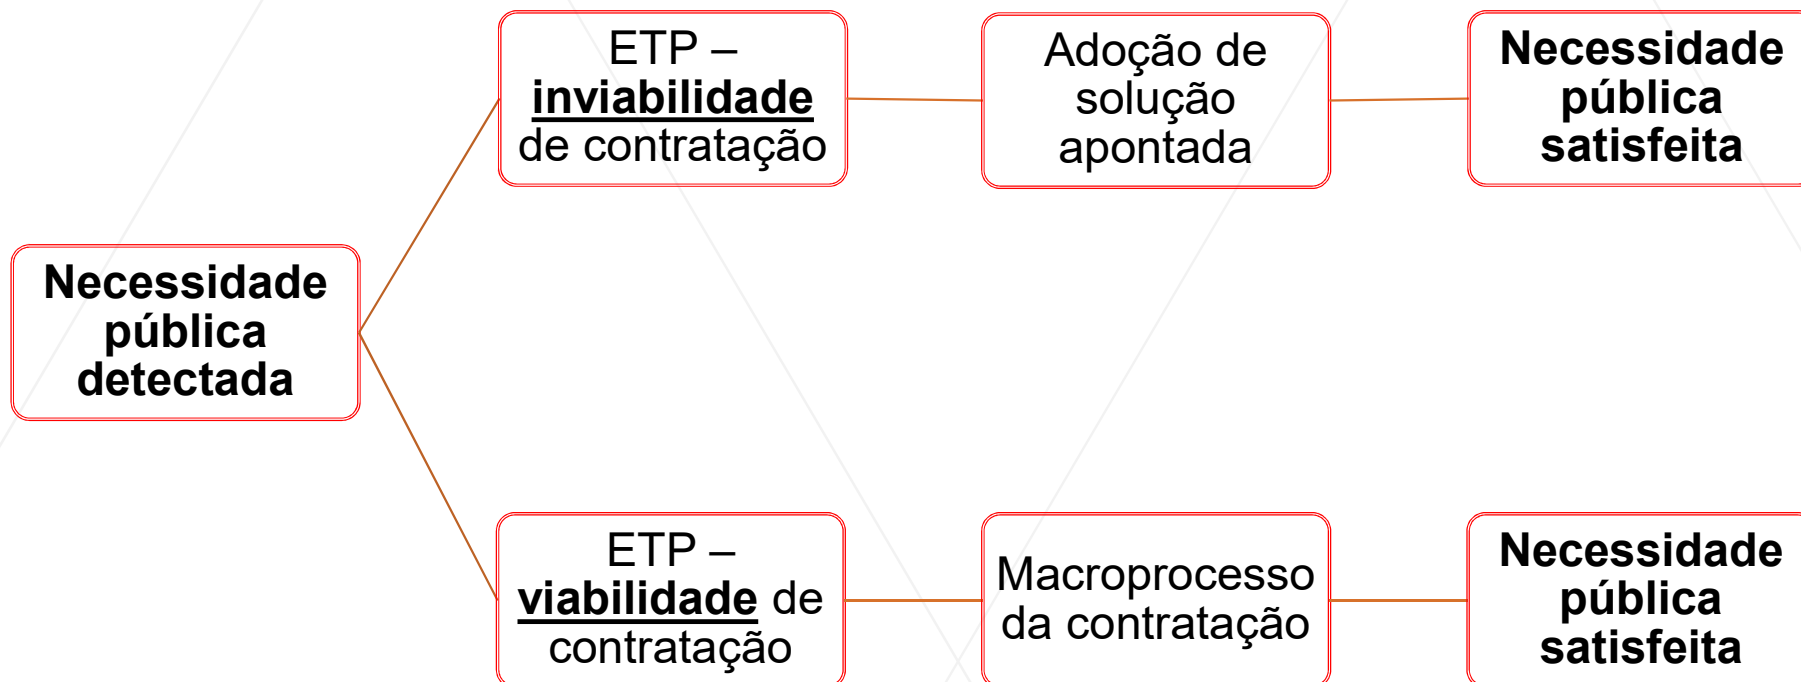 ETP –
inviabilidade
de contratação
Adoção de
solução
apontada
Necessidade
pública
satisfeita
Necessidade
pública
detectada
ETP –
viabilidade de
contratação
Macroprocesso
da contratação
Necessidade
pública
satisfeita